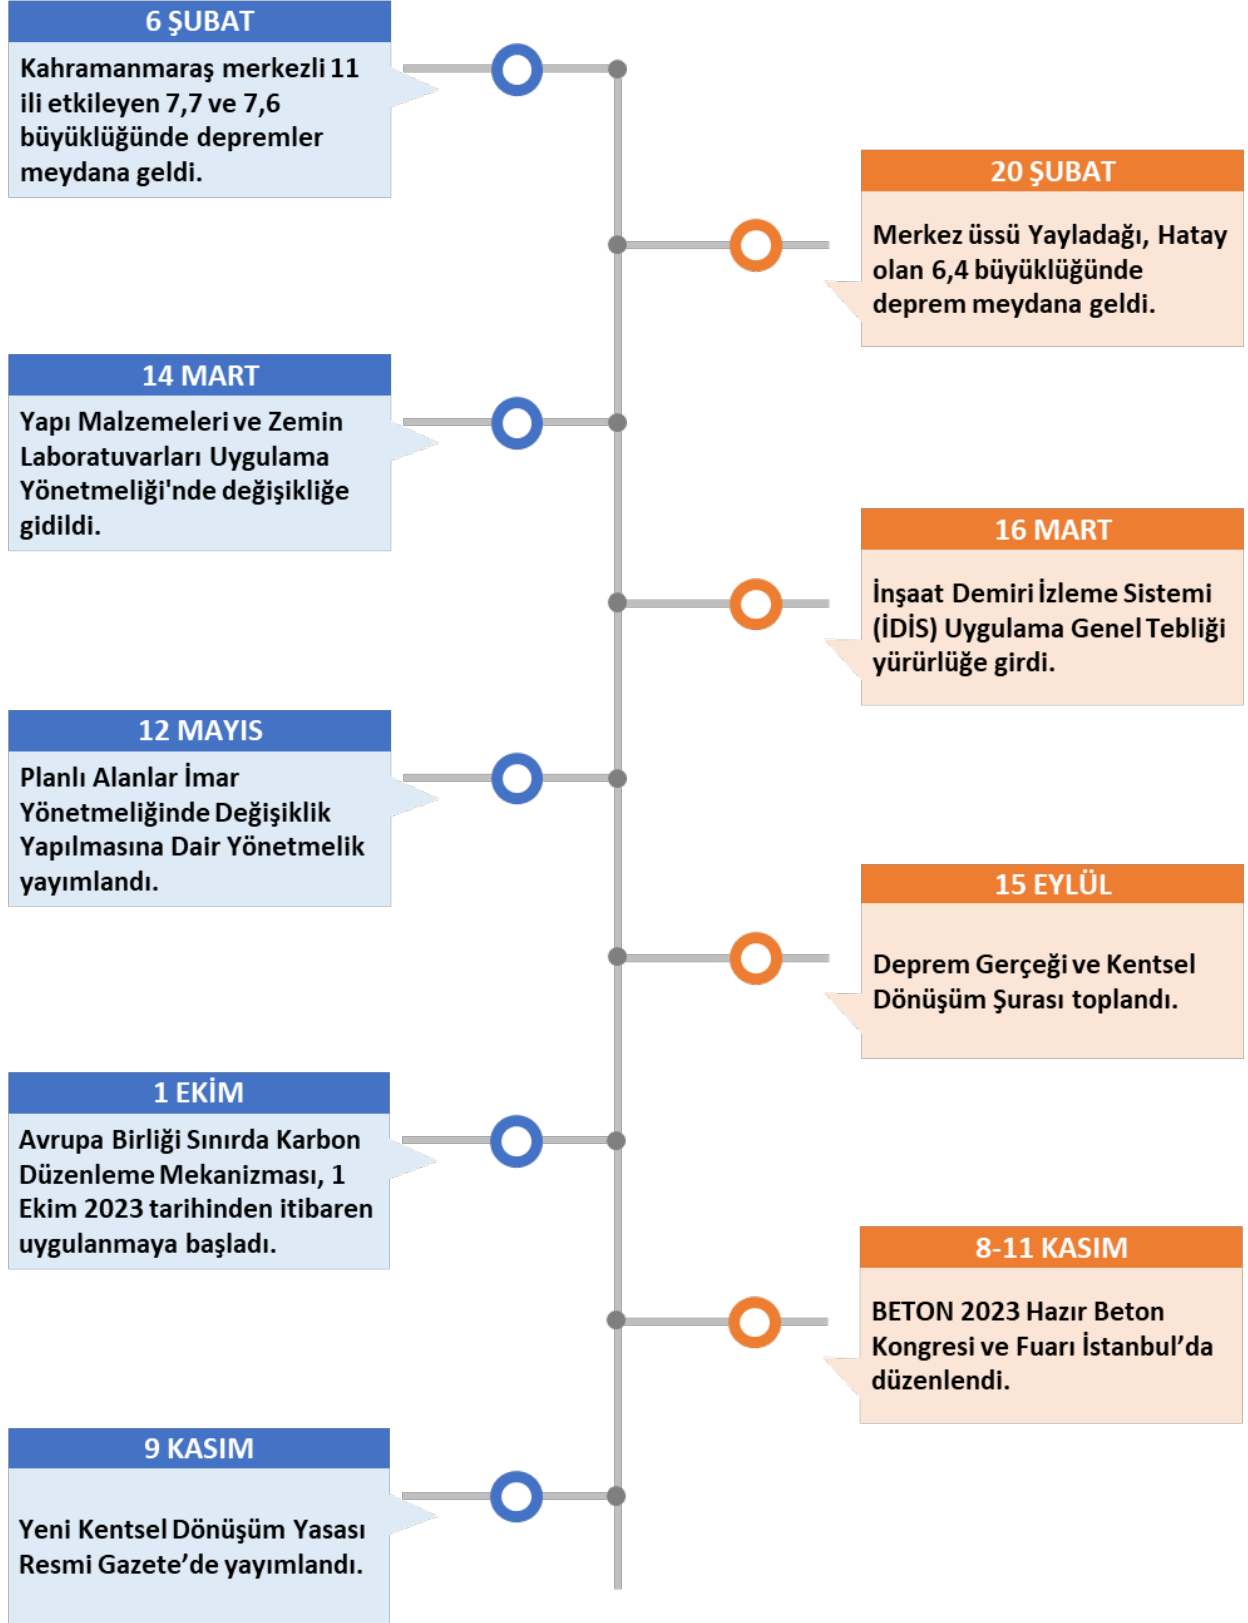 6 ŞUBAT
Kahramanmaraş merkezli 11
ili etkileyen 7,7 ve 7,6
büyüklüğünde depremler
meydana geldi.
20 ŞUBAT
Merkez üssü Yayladağı, Hatay
olan 6,4 büyüklüğünde
deprem meydana geldi.
14 MART
Yapı Malzemeleri ve Zemin
Laboratuvarları Uygulama
Yönetmeliği'nde değişikliğe
gidildi.
16 MART
İnşaat Demiri İzleme Sistemi
(İDİS) Uygulama Genel Tebliği
yürürlüğe girdi.
12 MAYIS
Planlı Alanlar İmar
Yönetmeliğinde Değişiklik
Yapılmasına Dair Yönetmelik
yayımlandı.
15 EYLÜL
Deprem Gerçeği ve Kentsel
Dönüşüm Şurası toplandı.
1 EKİM
Avrupa Birliği Sınırda Karbon
Düzenleme Mekanizması, 1
Ekim 2023 tarihinden itibaren
uygulanmaya başladı.
8-11 KASIM
BETON 2023 Hazır Beton
Kongresi ve Fuarı İstanbul’da
düzenlendi.
9 KASIM
Yeni Kentsel Dönüşüm Yasası
Resmi Gazete’de yayımlandı.